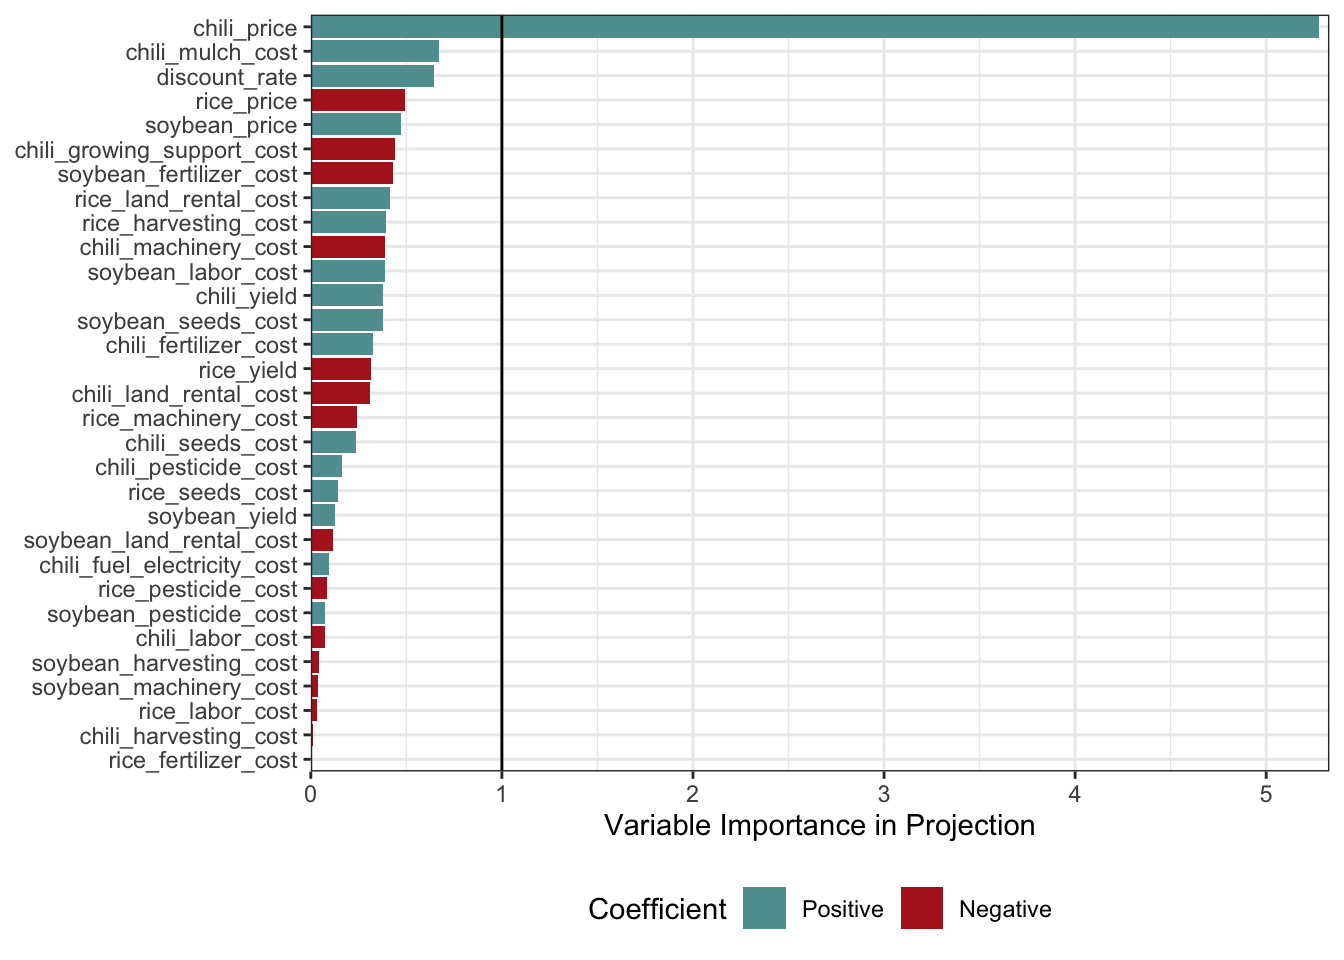 chili_price
chili_mulch_cost
discount_rate
rice_price
soybean_price
chili_growing_support_cost
soybean_fertilizer_cost
rice_land_rental_cost
rice_harvesting_cost
chili_machinery_cost
soybean_labor_cost
chili_yield
soybean_seeds_cost
chili_fertilizer_cost
rice_yield
chili_land_rental_cost
rice_machinery_cost
chili_seeds_cost
chili_pesticide_cost
rice_seeds_cost
soybean_yield
soybean_land_rental_cost
chili_fuel_electricity_cost
rice_pesticide_cost
soybean_pesticide_cost
chili_labor_cost
soybean_harvesting_cost
soybean_machinery_cost
rice_labor_cost
chili_harvesting_cost
rice_fertilizer_cost
0 1 2 3 4 5
Variable Importance in Projection
Coefficient Positive Negative